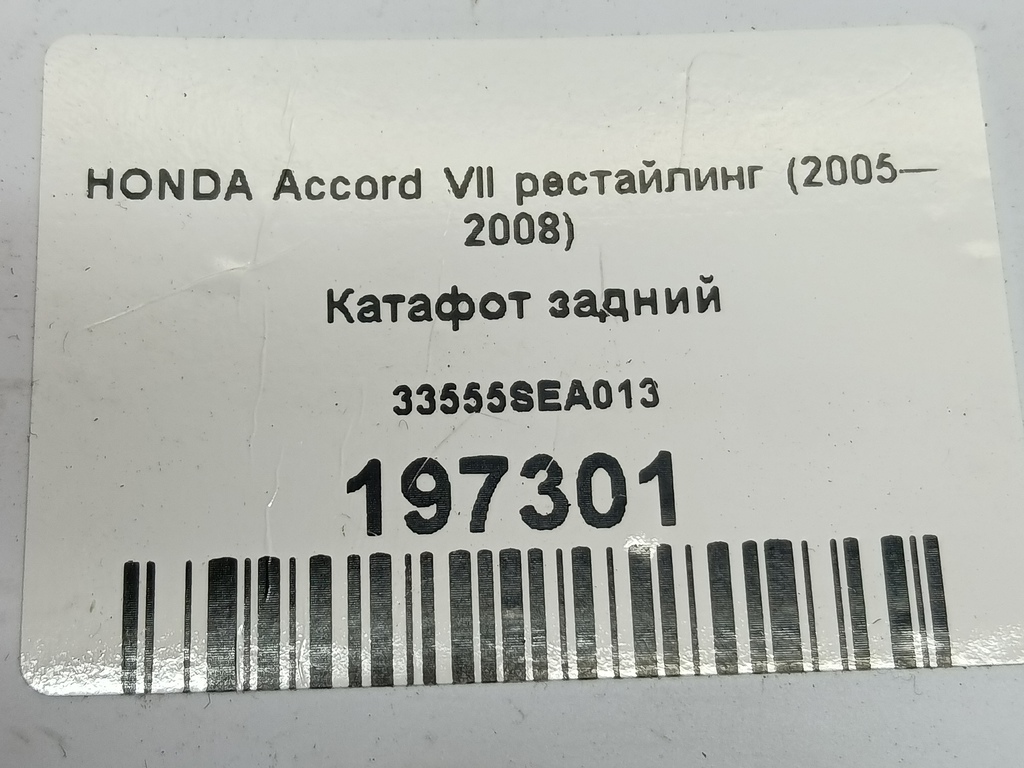 HONDA Accord VII рестайлинг (2005—
2008)
Катафот задний
33555SEA013
197301